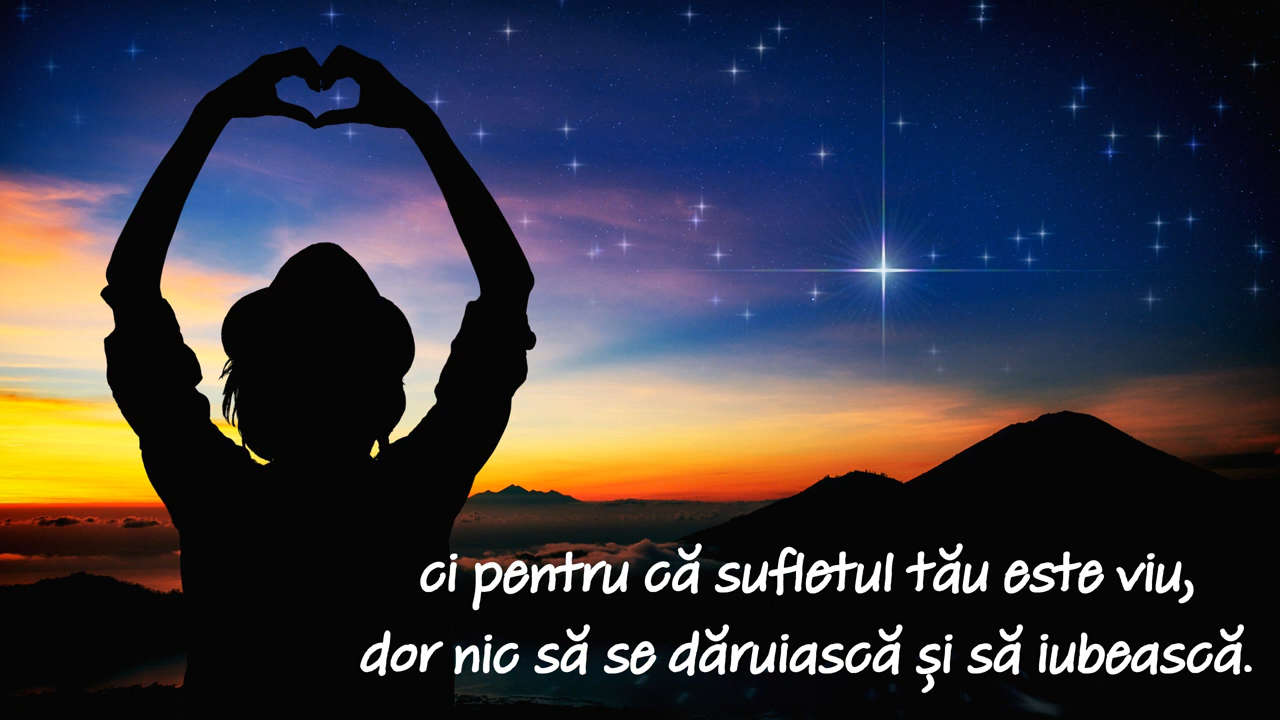 ci pentru că sufletul tău este viu,
dor nic să se dăruiască și să iubească.